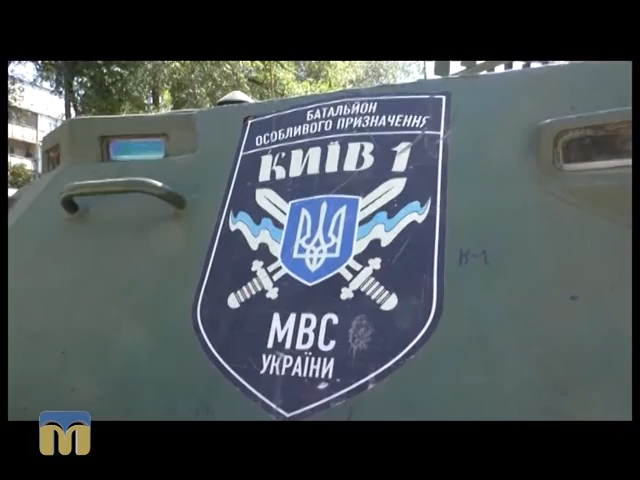 БАТАЛЬЙОН
ОСОБЛИВОГО ПРИЗНАЧЕННЯ
КИЇВ 1
К-1
МВС
УКРАЇНИ
M